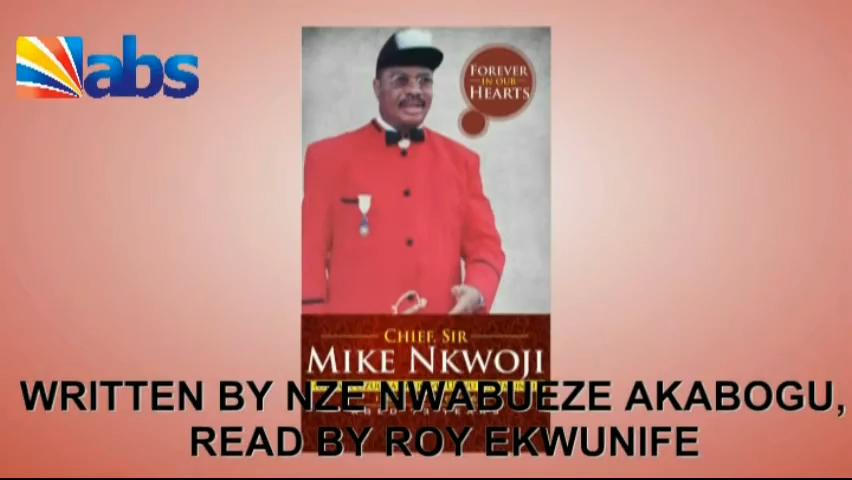 abs
FOREVER
IN OUR
HEARTS
CHIEF, SIR
MIKE NKWOJI
WRITTEN BY NZE NWABUEZE AKABOGU,
READ BY ROY EKWUNIFE